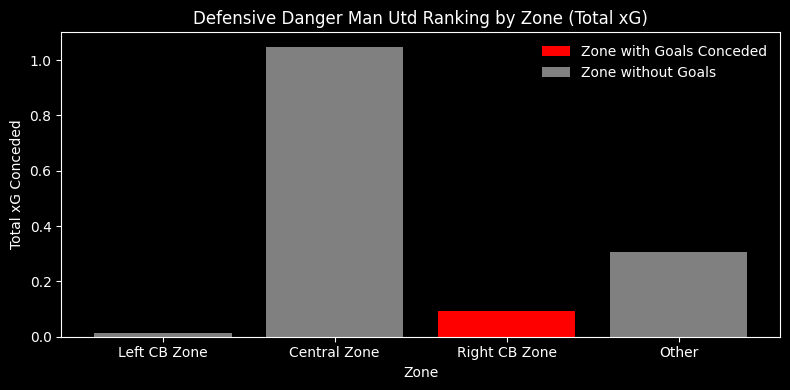 Defensive Danger Man Utd Ranking by Zone (Total xG)
Zone with Goals Conceded
Zone without Goals
Total xG Conceded
1.0
0.8
0.6
0.4
0.2
0.0
Left CB Zone Central Zone Right CB Zone Other
Zone